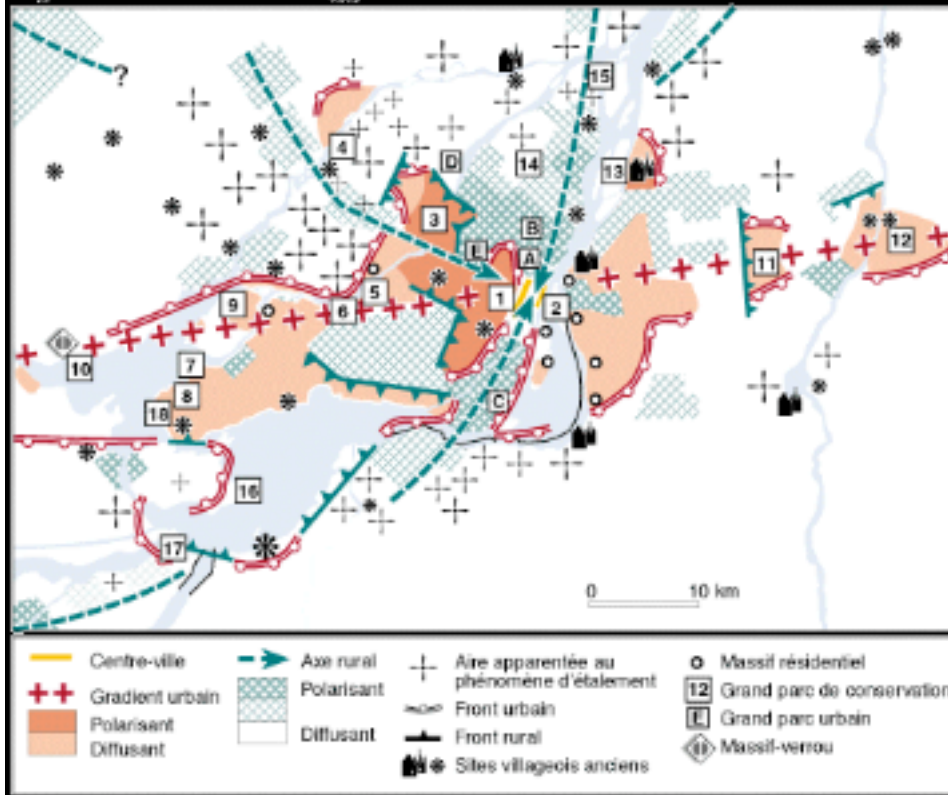 ?
15
14
4
D
13
3
B
E
A
12
11
5
1
2
9
6
10
7
8
C
18
16
17
0 10 km
Centre-ville
Gradient urbain
Polarisant
Diffusant
Axe rural
Polarisant
Diffusant
Aire apparentée au
phénomène d'étalement
Front urbain
Front rural
Sites villageois anciens
Massif résidentiel
12 Grand parc de conservation
E Grand parc urbain
Massif-verrou